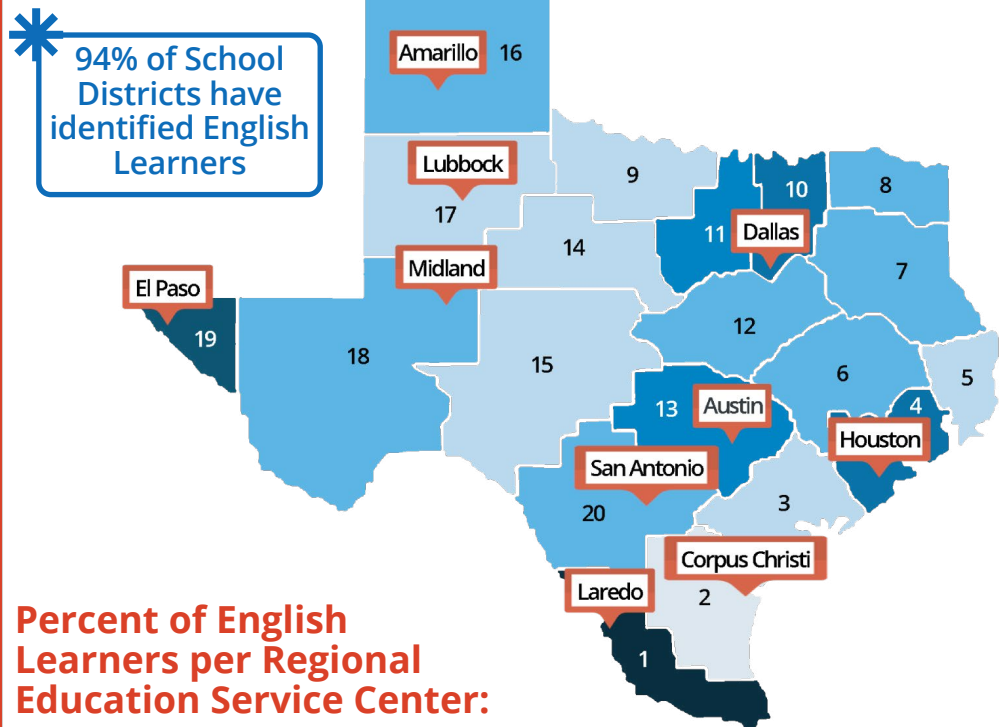 94% of School
Districts have
identified English
Learners
Amarillo
16
Lubbock
17
9
10
8
11
Dallas
14
7
Midland
El Paso
19
18
12
15
6
5
13
Austin
4
Houston
San Antonio
20
3
Corpus Christi
2
Laredo
1
Percent of English
Learners per Regional
Education Service Center: